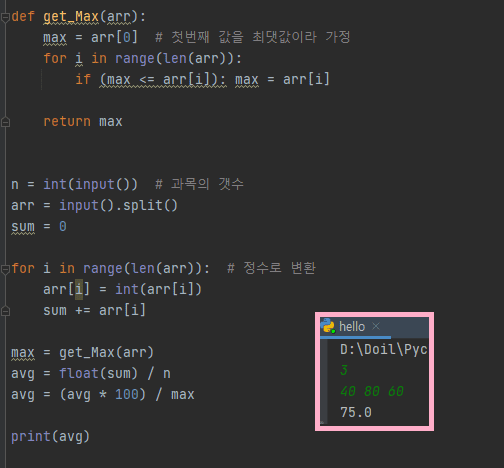 def get_Max(arr):
    max = arr[0]  # 첫번째 값을 최댓값이라 가정
    for i in range(len(arr)):
        if (max <= arr[i]): max = arr[i]
    return max
n = int(input())  # 과목의 갯수
arr = input().split()
sum = 0
for i in range(len(arr)):  # 정수로 변환
    arr[i] = int(arr[i])
    sum += arr[i]
max = get_Max(arr)
avg = float(sum) / n
avg = (avg * 100) / max
print(avg)
hello ×
D:\Doil\Pyc
3
40 80 60
75.0